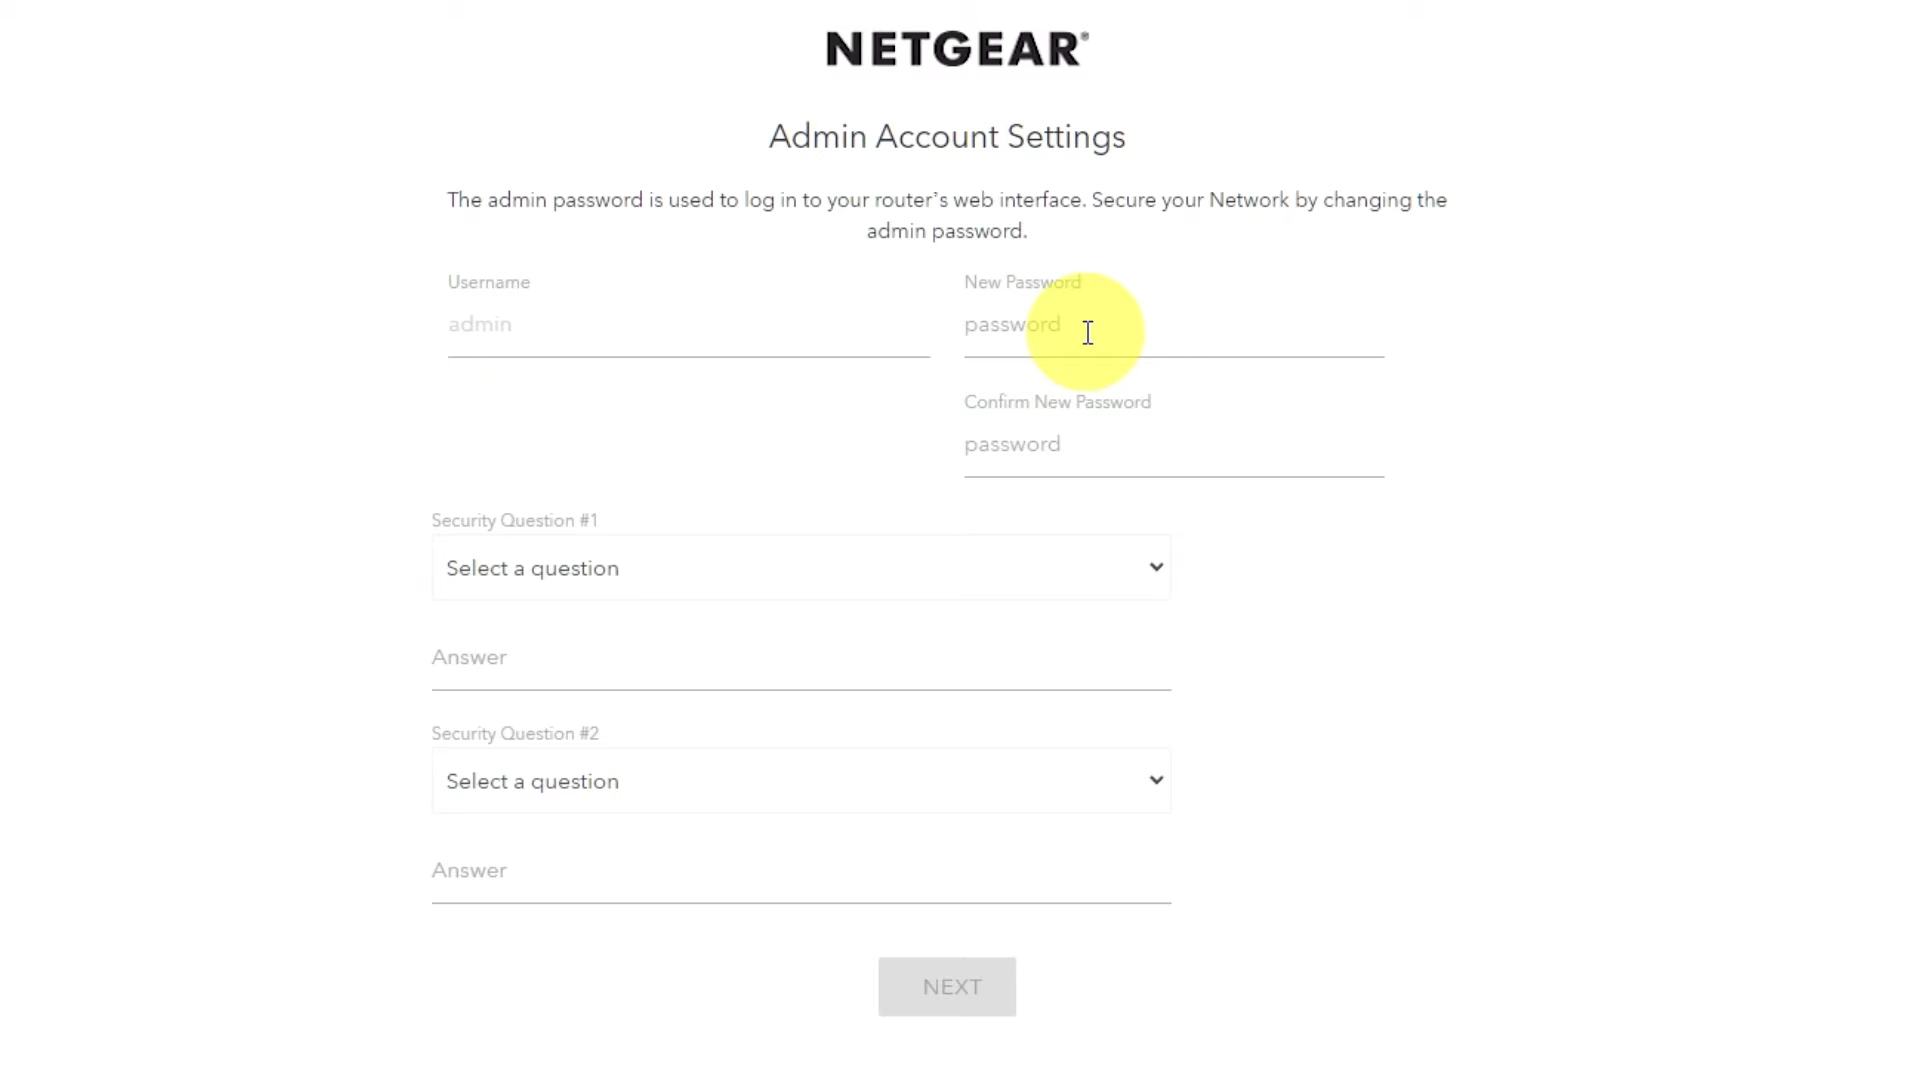 NETGEAR®
Admin Account Settings
The admin password is used to log in to your router's web interface. Secure your Network by changing the
admin password.
Username
New Password
admin
password
Confirm New Password
password
Security Question #1
Select a question
Answer
Security Question #2
Select a question
Answer
NEXT